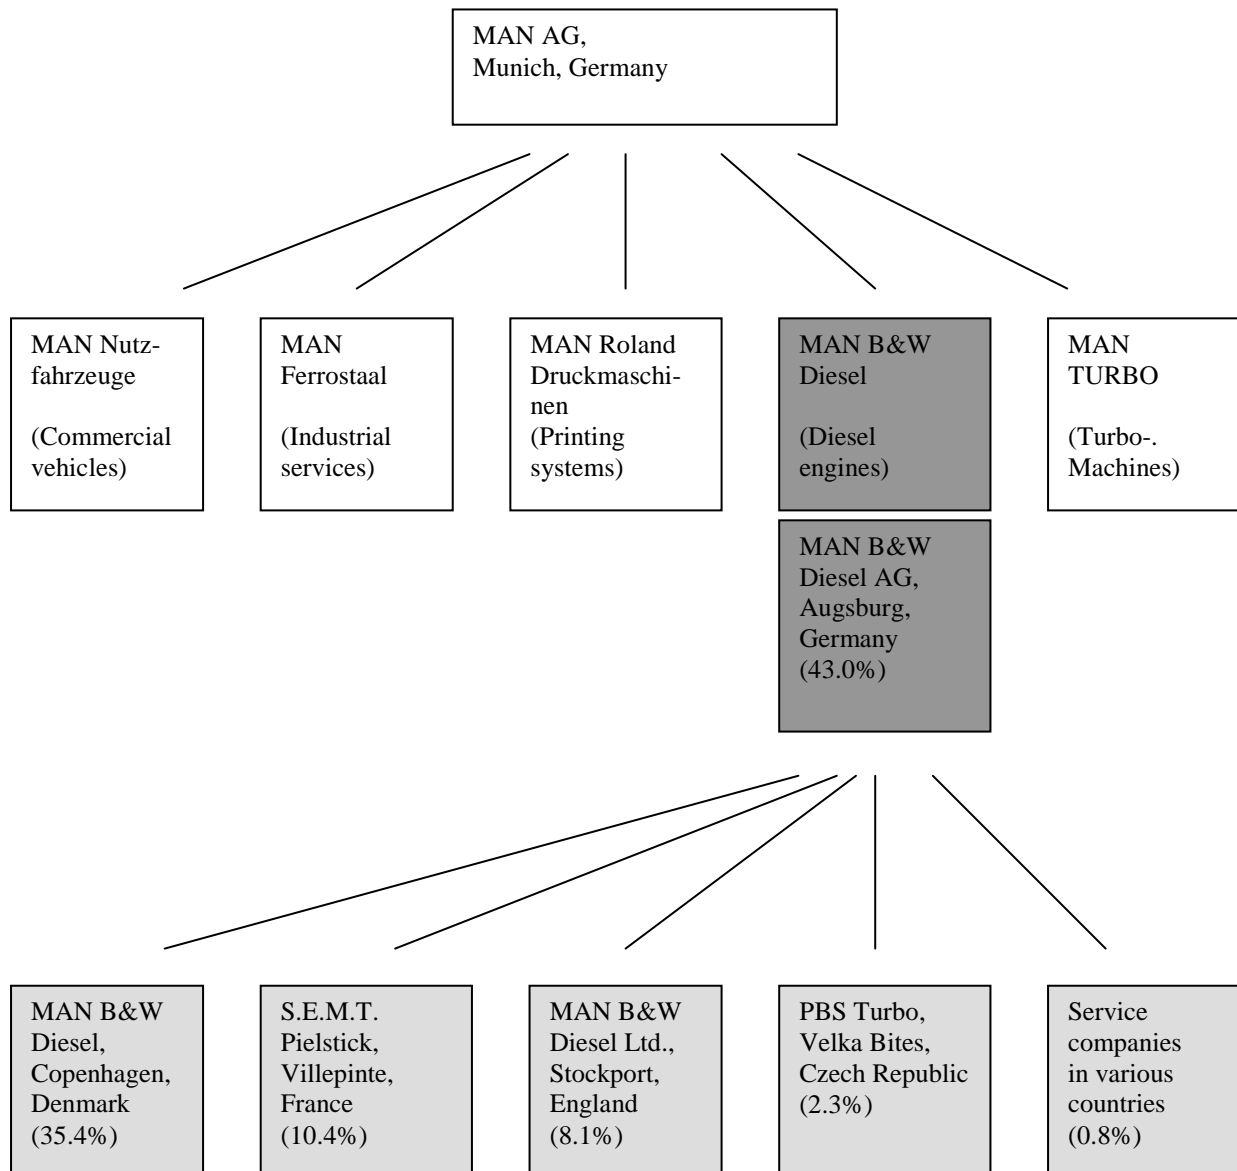 MAN AG,
Munich, Germany
MAN Nutz-
fahrzeuge
(Commercial
vehicles)
MAN
Ferrostaal
(Industrial
services)
MAN Roland
Druckmaschi-
nen
(Printing
systems)
MAN B&W
Diesel
(Diesel
engines)
MAN
TURBO
(Turbo-.
Machines)
MAN B&W
Diesel AG,
Augsburg,
Germany
(43.0%)
MAN B&W
Diesel,
Copenhagen,
Denmark
(35.4%)
S.E.M.T.
Pielstick,
Villepinte,
France
(10.4%)
MAN B&W
Diesel Ltd.,
Stockport,
England
(8.1%)
PBS Turbo,
Velka Bites,
Czech Republic
(2.3%)
Service
companies
in various
countries
(0.8%)